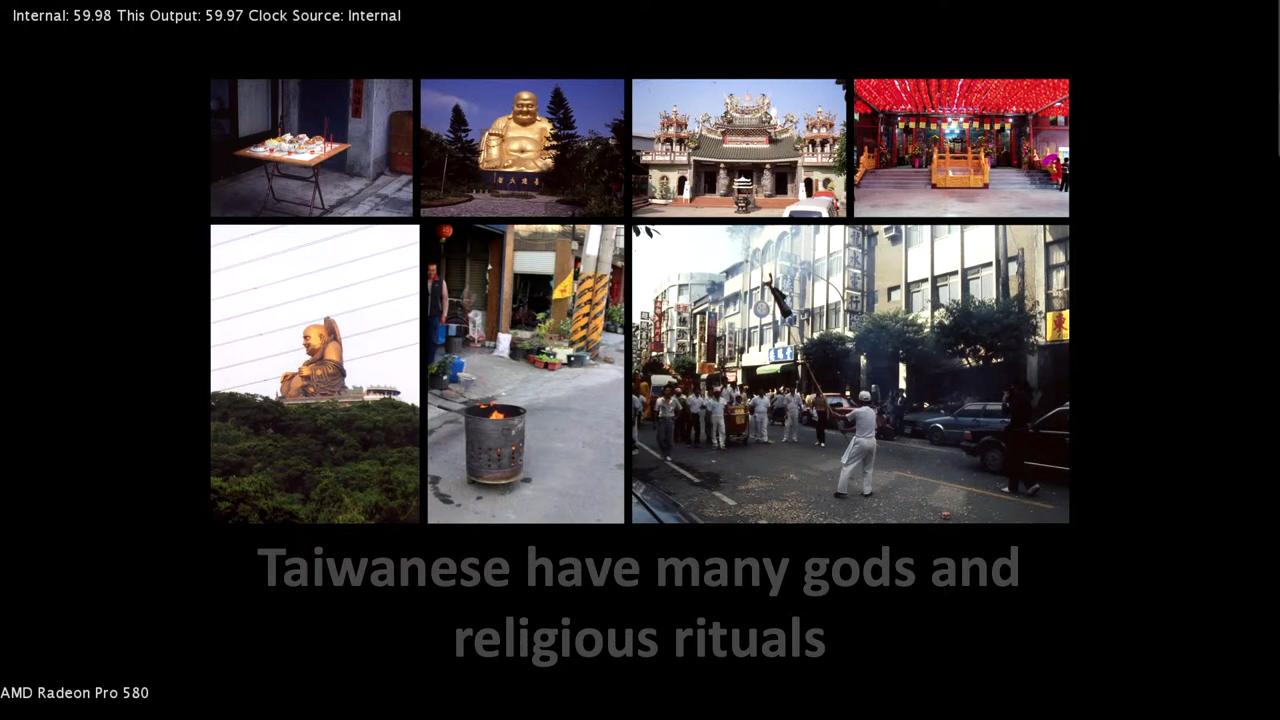 Internal: 59.98 This Output: 59.97 Clock Source: Internal
東
Taiwanese have many gods and
religious rituals
AMD Radeon Pro 580